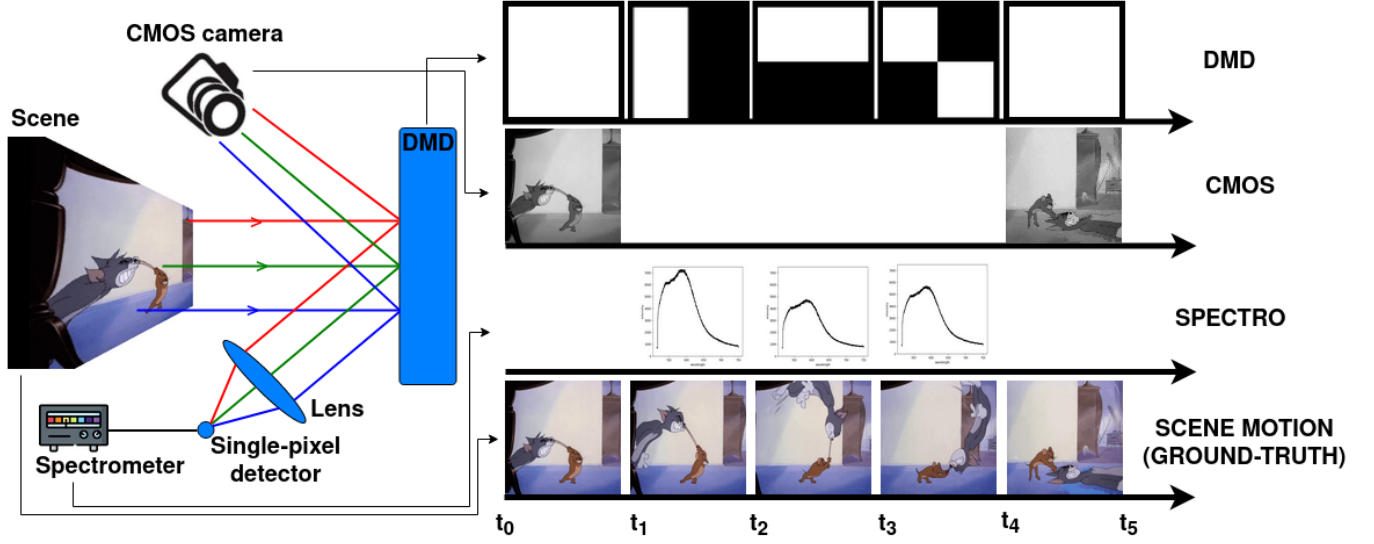 CMOS camera
Scene
DMD
Lens
Spectrometer
Single-pixel
detector
DMD
CMOS
SPECTRO
SCENE MOTION
(GROUND-TRUTH)
t0
t1
t2
t3
t4
t5